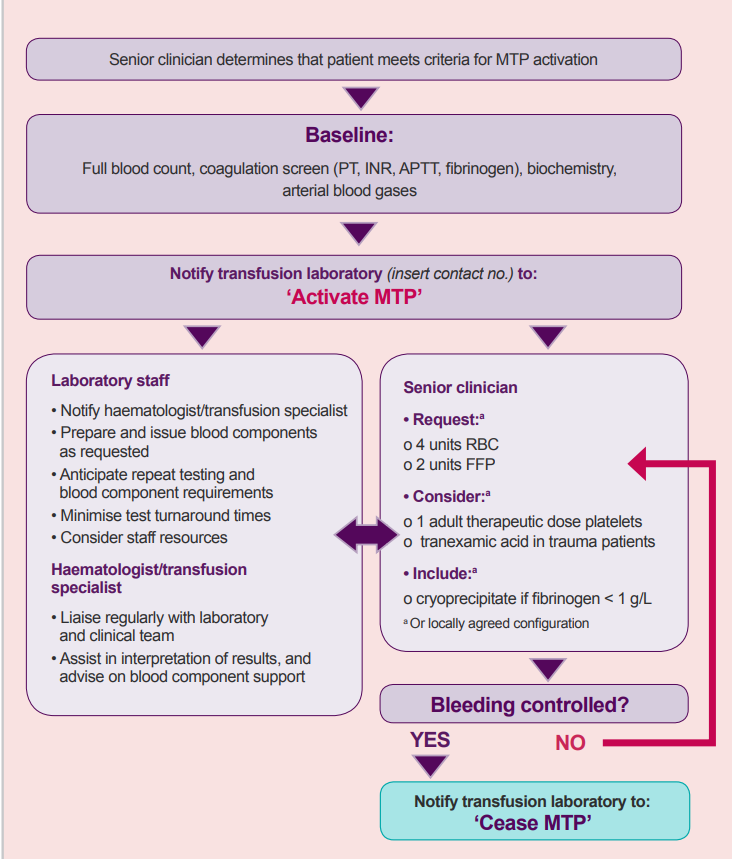 Senior clinician determines that patient meets criteria for MTP activation
Baseline:
Full blood count, coagulation screen (PT, INR, APTT, fibrinogen), biochemistry,
arterial blood gases
Notify transfusion laboratory (insert contact no.) to:
‘Activate MTP’
Laboratory staff
• Notify haematologist/transfusion specialist
• Prepare and issue blood components
as requested
• Anticipate repeat testing and
blood component requirements
• Minimise test turnaround times
• Consider staff resources
Haematologist/transfusion
specialist
• Liaise regularly with laboratory
and clinical team
• Assist in interpretation of results, and
advise on blood component support
Senior clinician
• Request:ᵃ
o 4 units RBC
o 2 units FFP
• Consider:ᵃ
o 1 adult therapeutic dose platelets
o tranexamic acid in trauma patients
• Include:ᵃ
o cryoprecipitate if fibrinogen < 1 g/L
ᵃ Or locally agreed configuration
Bleeding controlled?
YES
NO
Notify transfusion laboratory to:
‘Cease MTP’